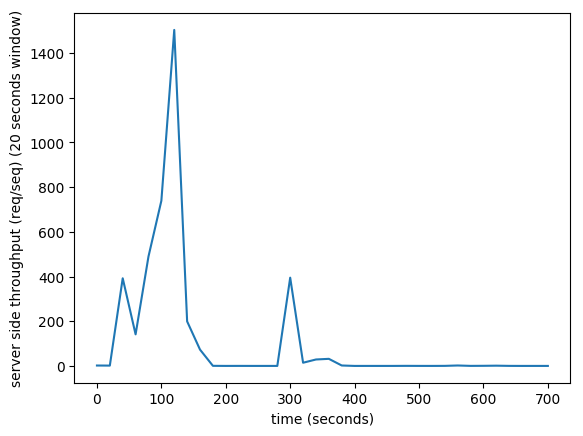 server side throughput (req/seq) (20 seconds window)
1400
1200
1000
800
600
400
200
0
0 100 200 300 400 500 600 700
time (seconds)